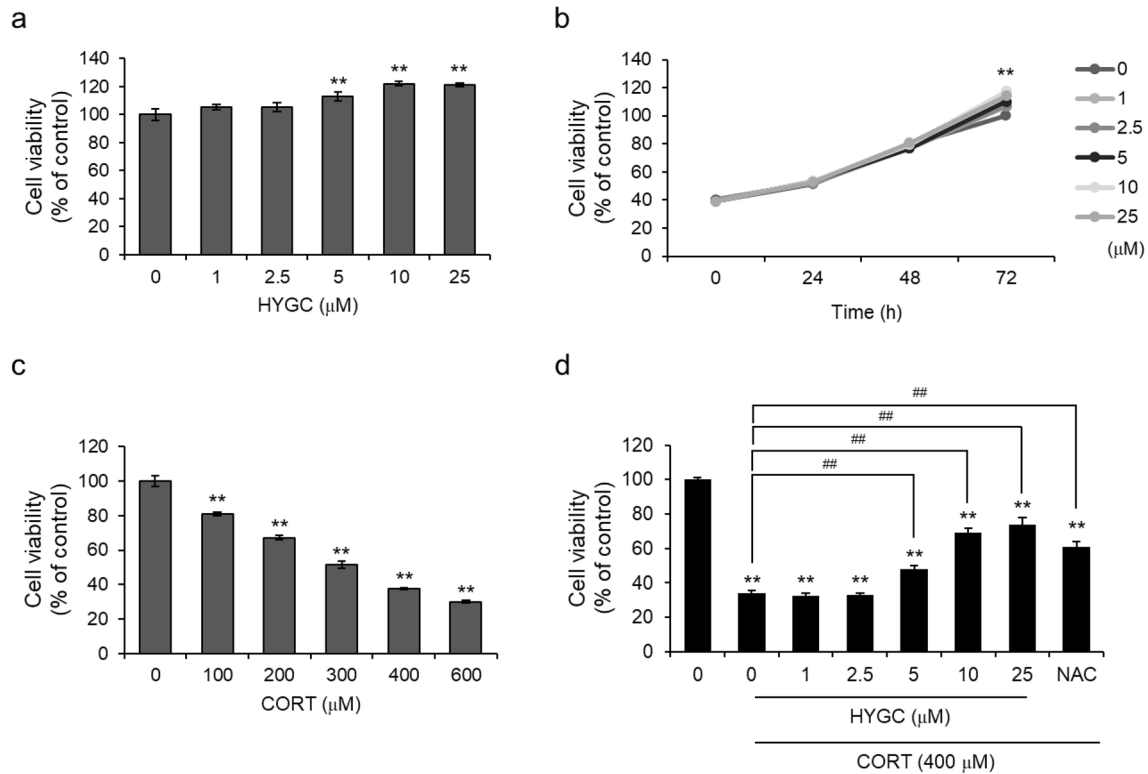 a
Cell viability
(% of control)
140
120
100
80
60
40
20
0
** ** **
0 1 2.5 5 10 25
HYGC (μM)
b
Cell viability
(% of control)
140
120
100
80
60
40
20
0
**
0 24 48 72
Time (h)
0
1
2.5
5
10
25
(μM)
c
Cell viability
(% of control)
120
100
80
60
40
20
0
** ** ** ** **
0 100 200 300 400 600
CORT (μM)
d
##
##
##
##
Cell viability
(% of control)
120
100
80
60
40
20
0
** ** ** ** ** ** **
0 0 1 2.5 5 10 25 NAC
HYGC (μM)
CORT (400 μM)